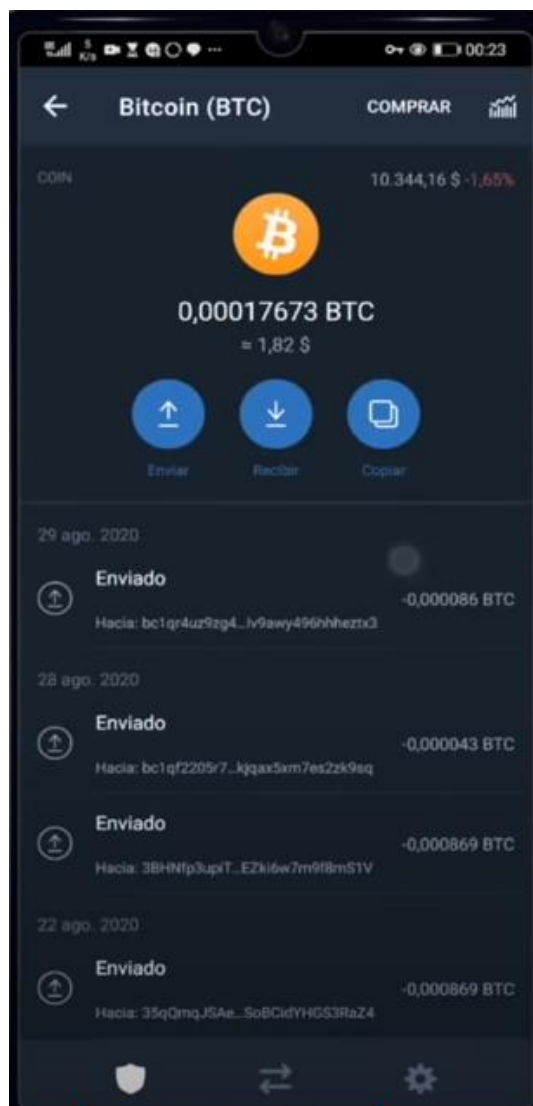 S
K/s
00:23
Bitcoin (BTC)
COMPRAR
COIN
10.344,16 $ -1,65%
0,00017673 BTC
≈ 1,82 $
Enviar Recibir Copiar
29 ago. 2020
Enviado
-0,000086 BTC
Hacia: bc1qr4uz9zg4...lv9awy496hhheztx3
28 ago. 2020
Enviado
-0,000043 BTC
Hacia: bc1qf2205r7...kjqax5xm7es2zk9sq
Enviado
-0,000869 BTC
Hacia: 3BHNfp3upiT...EZki6w7m9f8mS1V
22 ago. 2020
Enviado
-0,000869 BTC
Hacia: 35qQmqJSAe...SoBCidYHGS3RaZ4